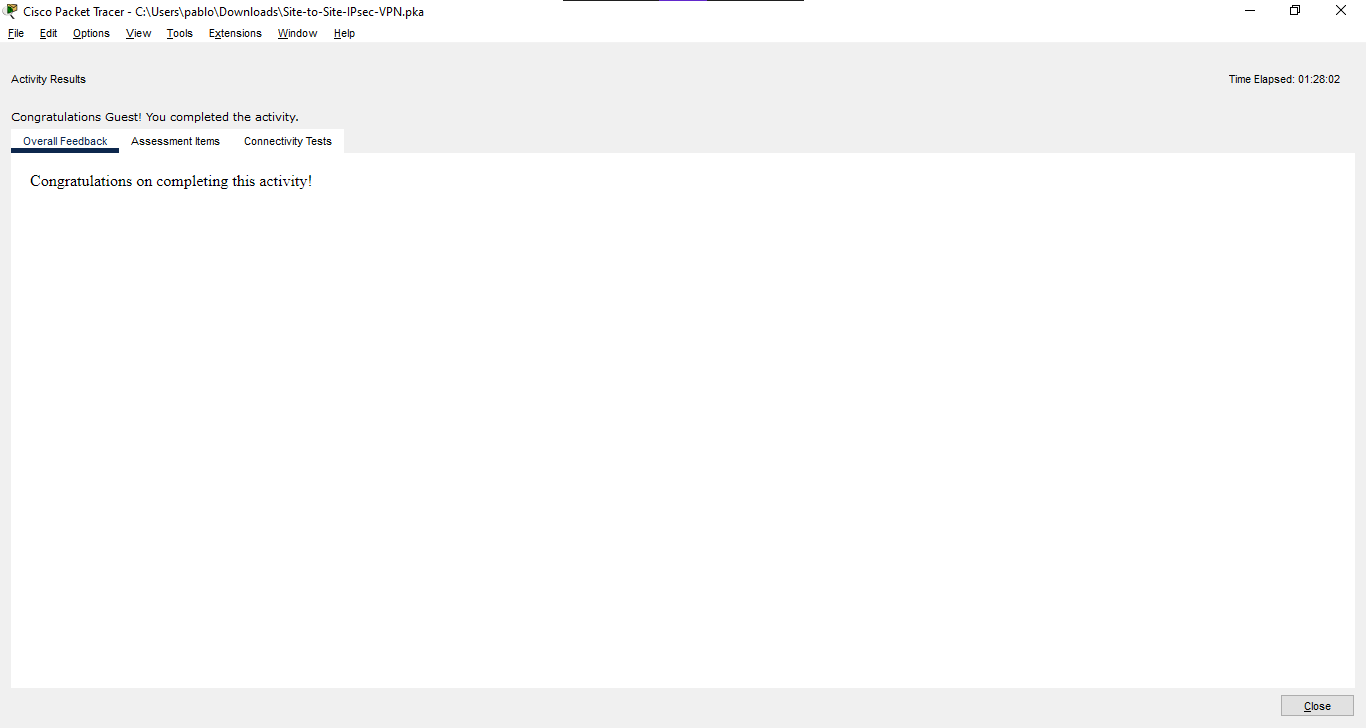 Cisco Packet Tracer - C:\Users\pablo\Downloads\Site-to-Site-IPsec-VPN.pka
File Edit Options View Tools Extensions Window Help
Activity Results Time Elapsed: 01:28:02
Congratulations Guest! You completed the activity.
Overall Feedback Assessment Items Connectivity Tests
Congratulations on completing this activity!
Close